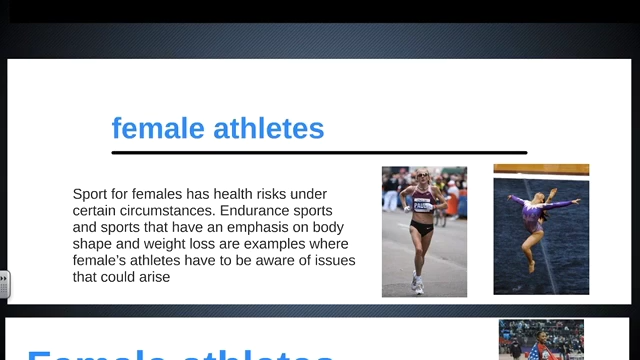 female athletes
Sport for females has health risks under
certain circumstances. Endurance sports
and sports that have an emphasis on body
shape and weight loss are examples where
female’s athletes have to be aware of issues
that could arise
Female athletes